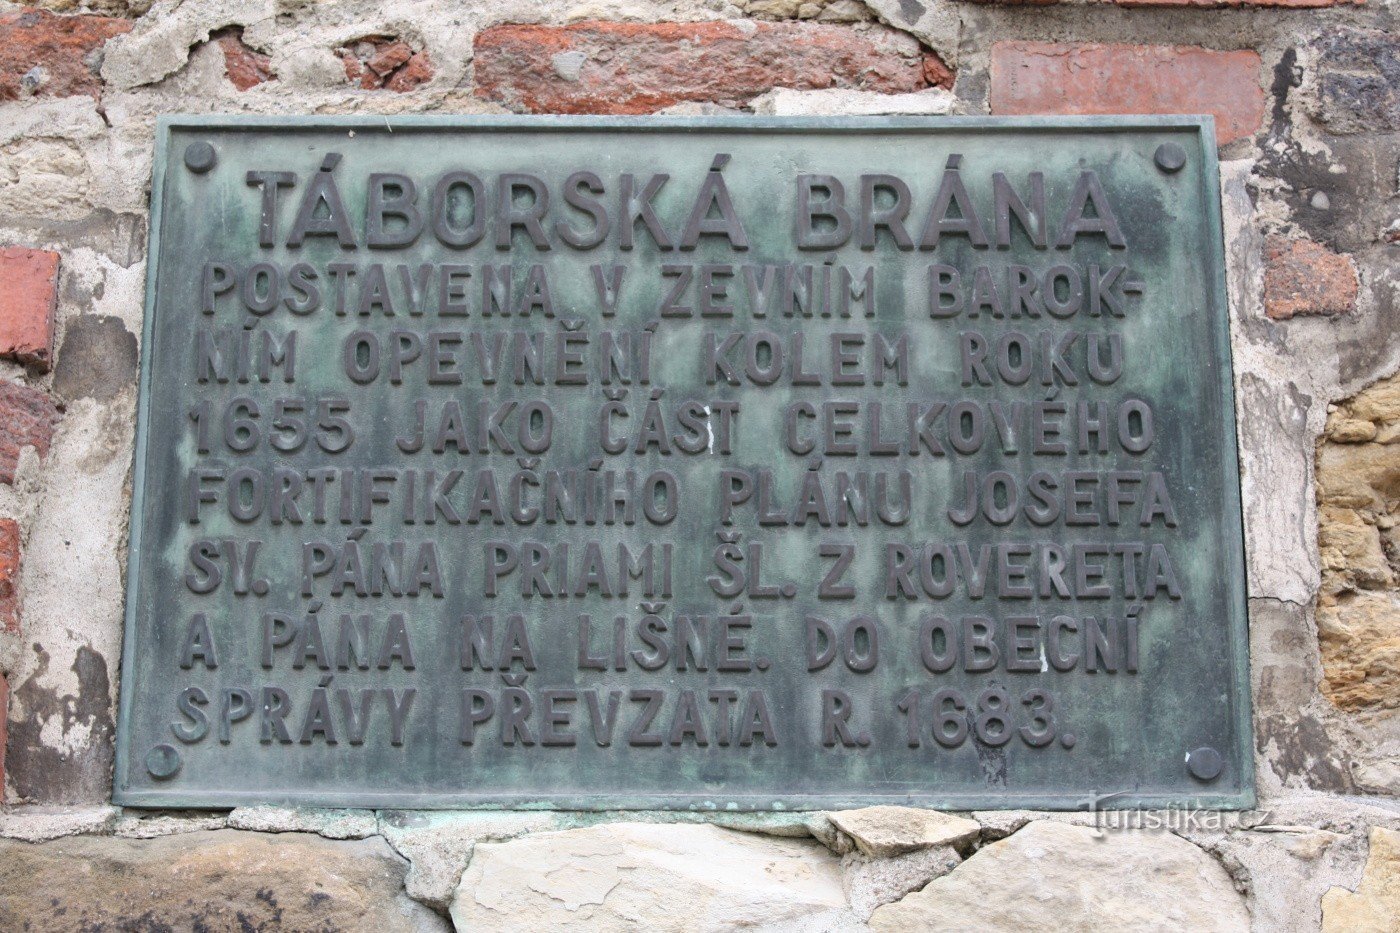 TÁBORSKÁ BRÁNA
POSTAVENA V ZEVNÍM BAROK-
NÍM OPEVNĚNÍ KOLEM ROKU
1655 JAKO ČÁST CELKOVÉHO
FORTIFIKAČNÍHO PLÁNU JOSEFA
SV. PÁNA PRIAMI ŠL. Z ROVERETA
A PÁNA NA LIŠNÉ. DO OBECNÍ
SPRÁVY PŘEVZATA R. 1683.
Turistika.cz